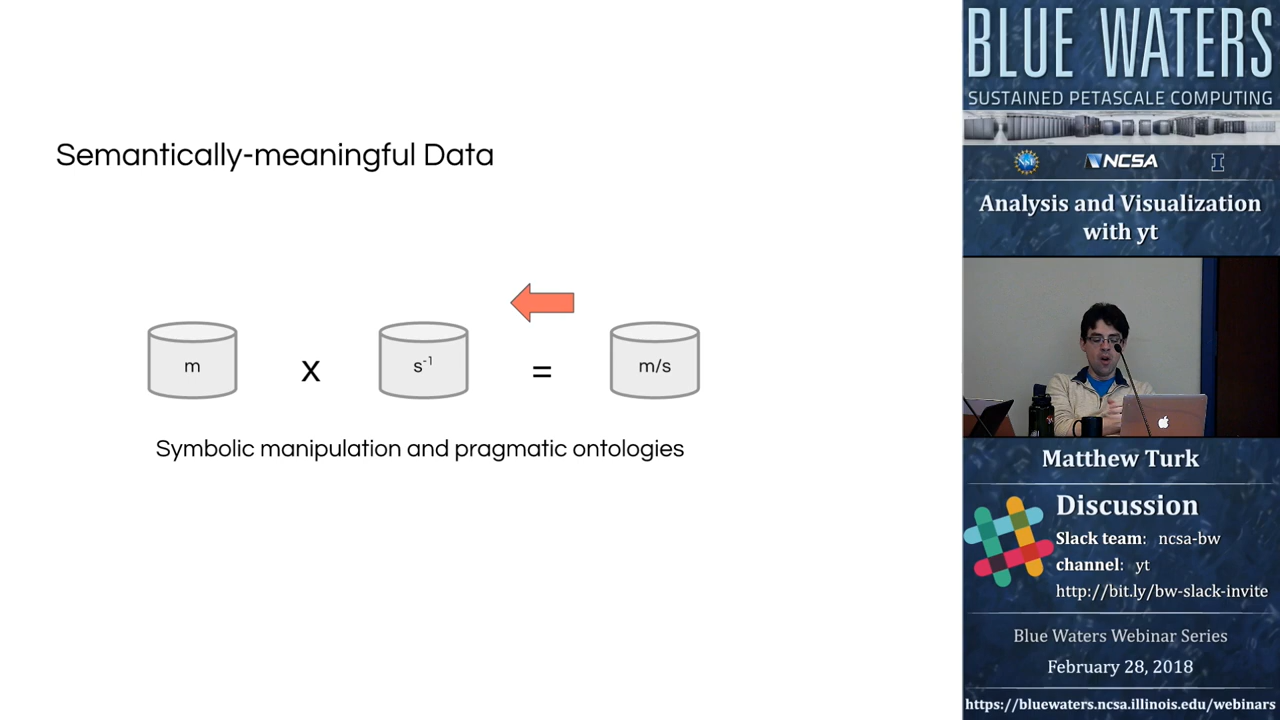 Semantically-meaningful Data
m x s⁻¹ = m/s
Symbolic manipulation and pragmatic ontologies
BLUE WATERS
SUSTAINED PETASCALE COMPUTING
NCSA
I
Analysis and Visualization
with yt
Matthew Turk
Discussion
Slack team: ncsa-bw
channel: yt
http://bit.ly/bw-slack-invite
Blue Waters Webinar Series
February 28, 2018
https://bluewaters.ncsa.illinois.edu/webinars